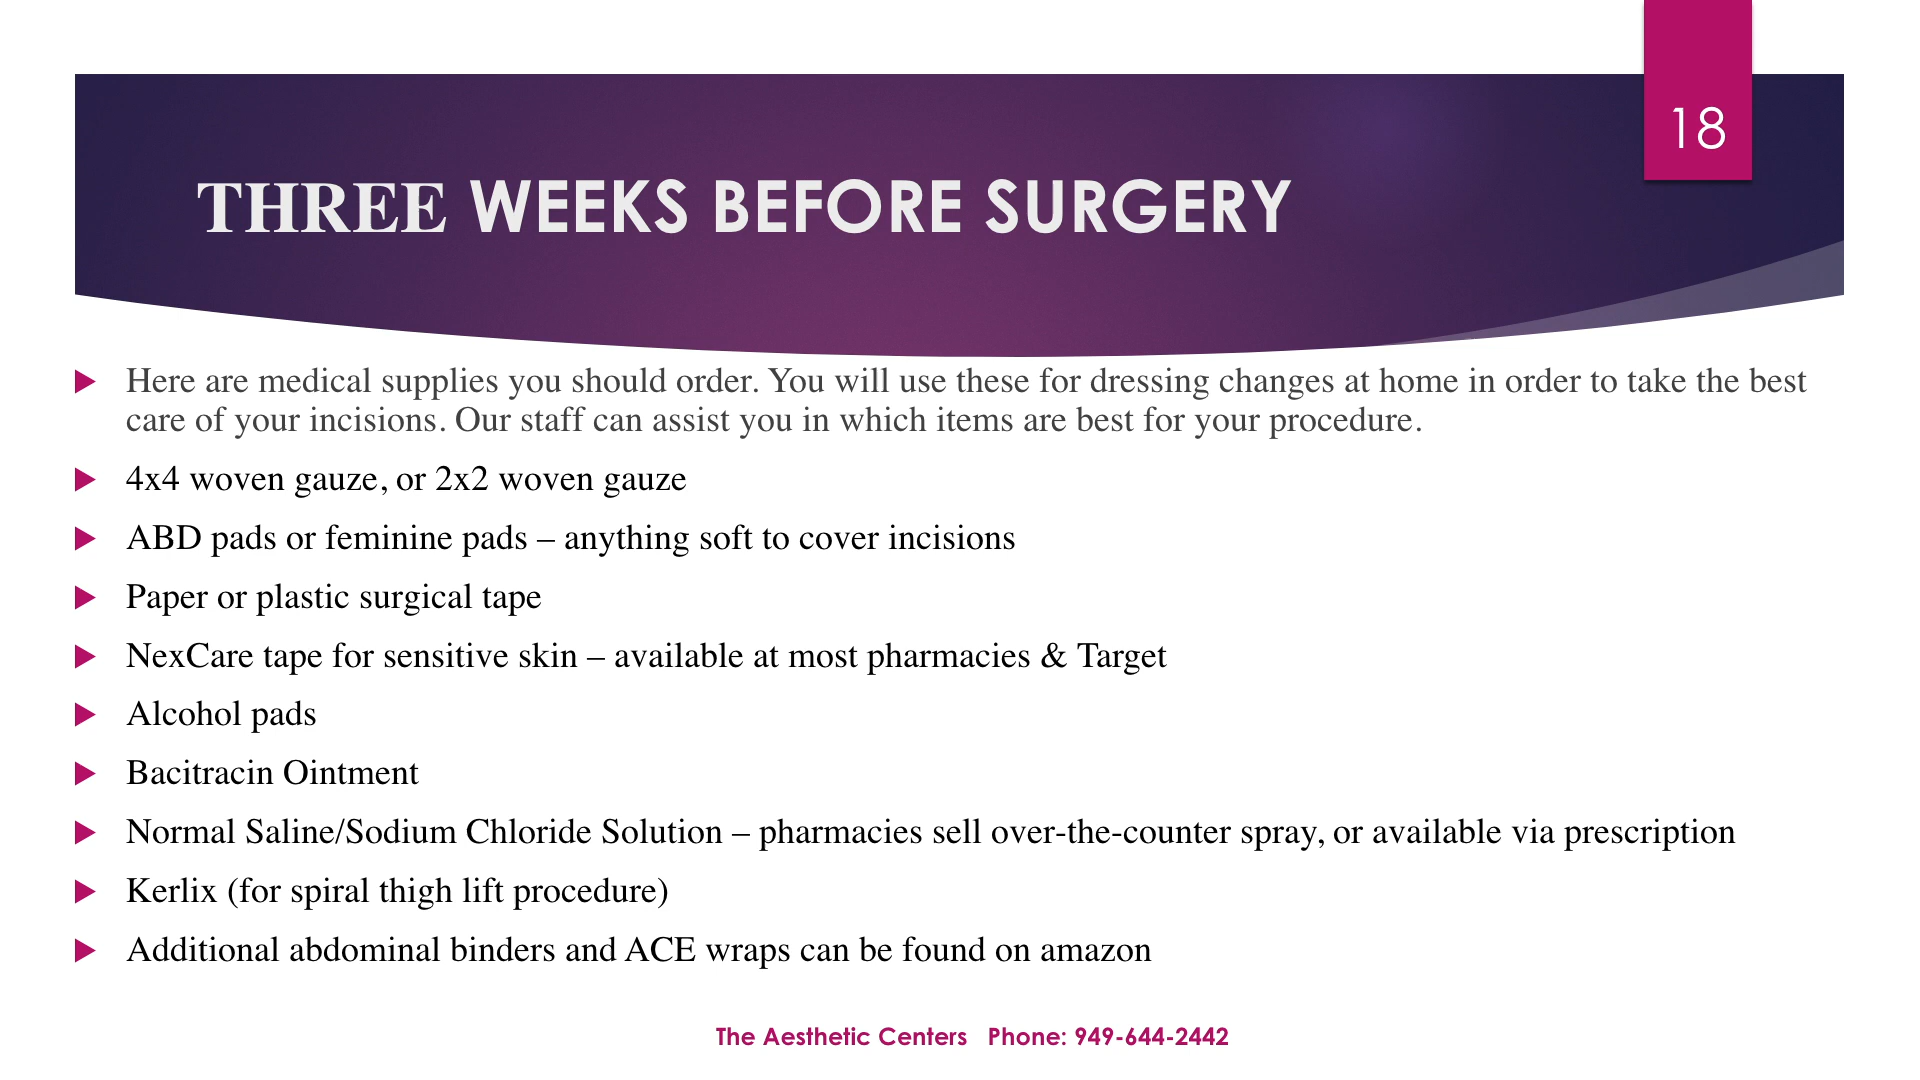 18
THREE WEEKS BEFORE SURGERY
Here are medical supplies you should order. You will use these for dressing changes at home in order to take the best
care of your incisions. Our staff can assist you in which items are best for your procedure.
4x4 woven gauze, or 2x2 woven gauze
ABD pads or feminine pads – anything soft to cover incisions
Paper or plastic surgical tape
NexCare tape for sensitive skin – available at most pharmacies & Target
Alcohol pads
Bacitracin Ointment
Normal Saline/Sodium Chloride Solution – pharmacies sell over-the-counter spray, or available via prescription
Kerlix (for spiral thigh lift procedure)
Additional abdominal binders and ACE wraps can be found on amazon
The Aesthetic Centers Phone: 949-644-2442